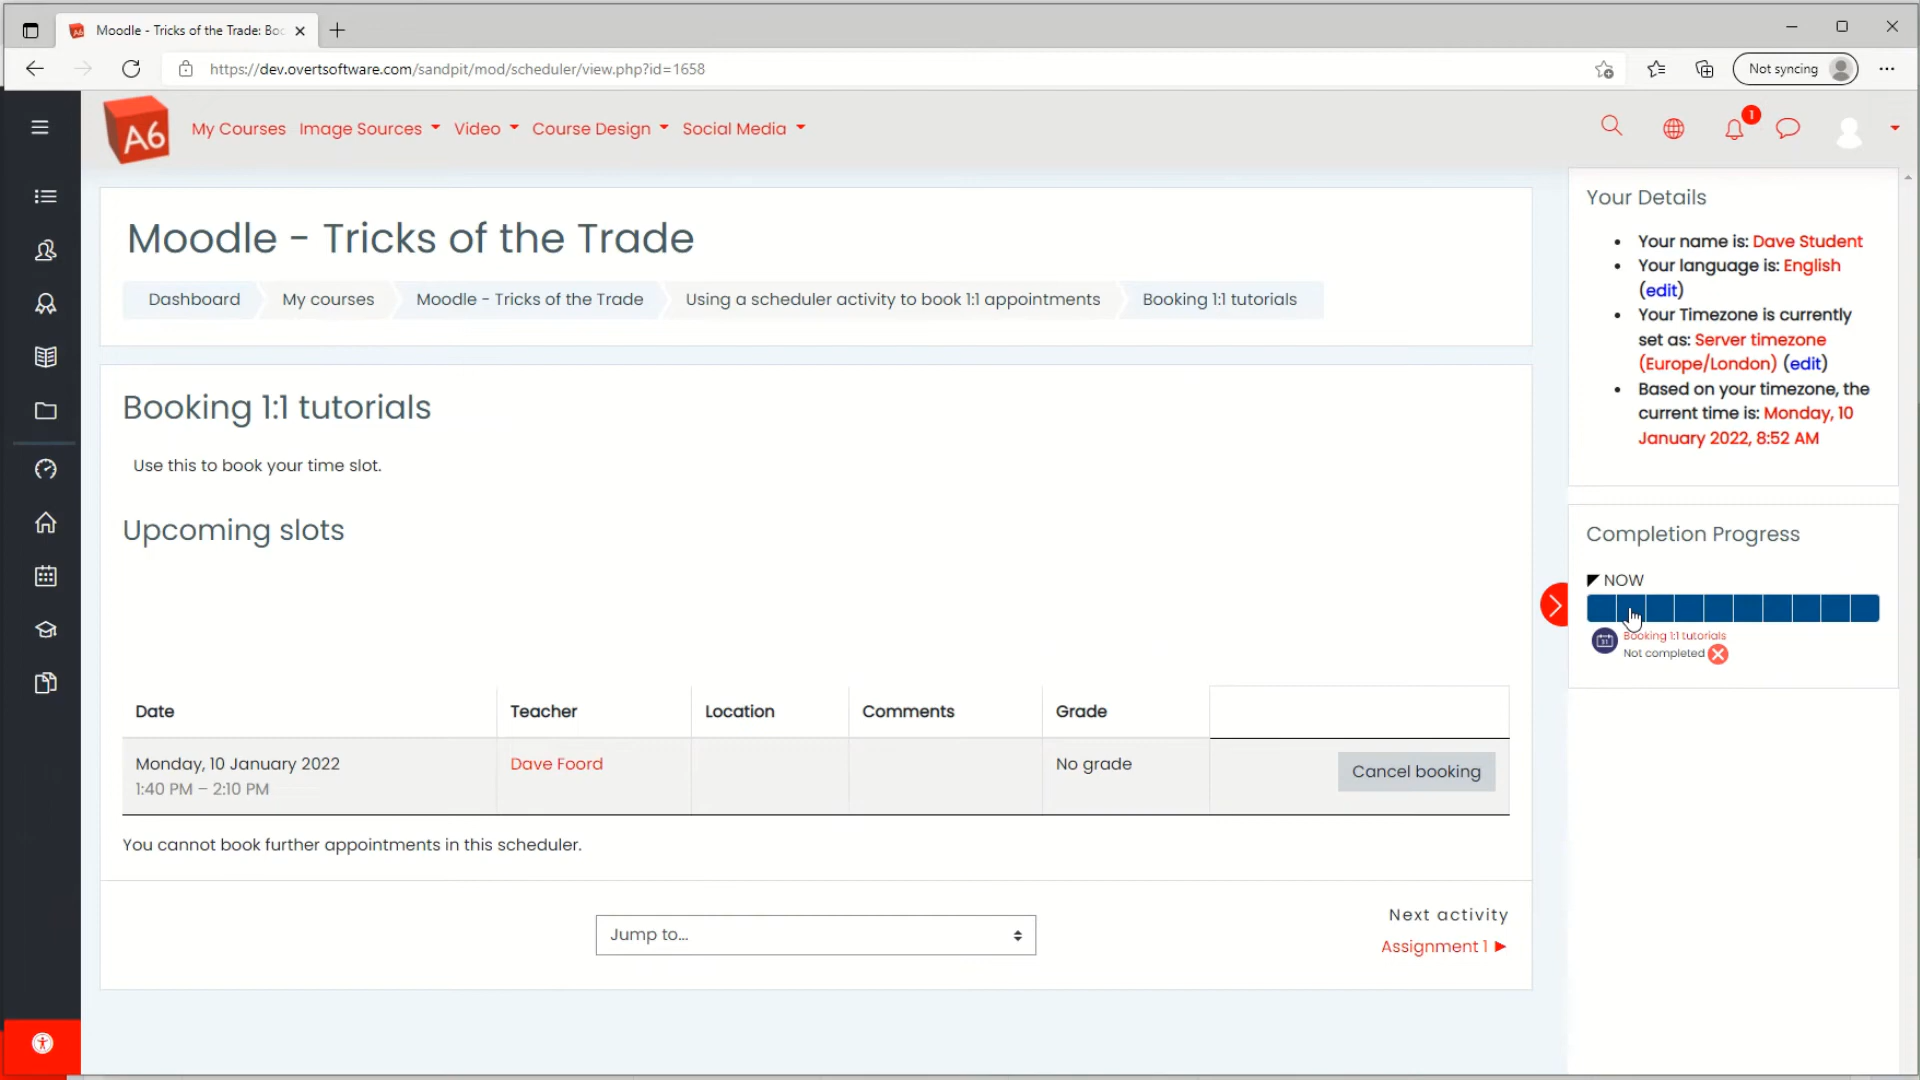 Moodle - Tricks of the Trade: Boo
https://dev.overtsoftware.com/sandpit/mod/scheduler/view.php?id=1658
Not syncing
A6
My Courses Image Sources Video Course Design Social Media
1
Moodle - Tricks of the Trade
Dashboard My courses Moodle - Tricks of the Trade Using a scheduler activity to book 1:1 appointments Booking 1:1 tutorials
Booking 1:1 tutorials
Use this to book your time slot.
Upcoming slots
Date Teacher Location Comments Grade
Monday, 10 January 2022 Dave Foord No grade Cancel booking
1:40 PM – 2:10 PM
You cannot book further appointments in this scheduler.
Jump to...
Next activity
Assignment 1 ►
Your Details
• Your name is: Dave Student
• Your language is: English
(edit)
• Your Timezone is currently
set as: Server timezone
(Europe/London) (edit)
• Based on your timezone, the
current time is: Monday, 10
January 2022, 8:52 AM
Completion Progress
NOW
Booking 1:1 tutorials
Not completed